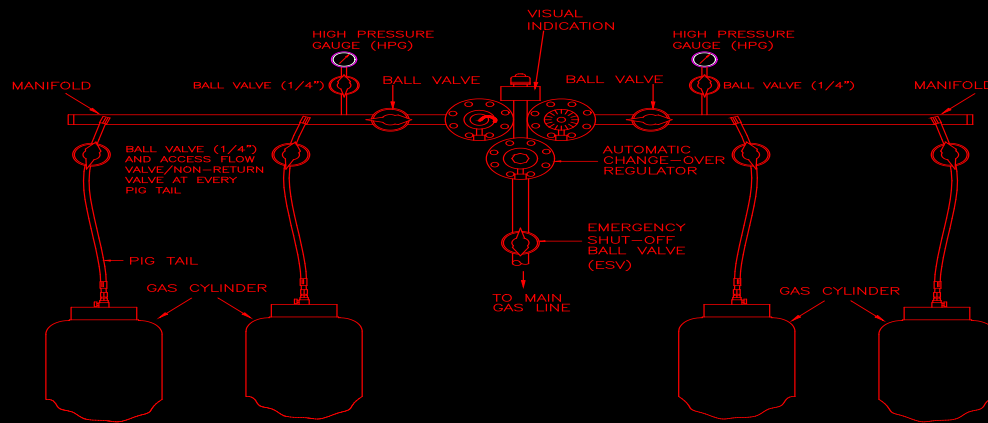 VISUAL
INDICATION
HIGH PRESSURE
GAUGE (HPG)
HIGH PRESSURE
GAUGE (HPG)
MANIFOLD
BALL VALVE (1/4")
BALL VALVE
BALL VALVE
BALL VALVE (1/4")
MANIFOLD
BALL VALVE (1/4")
AND ACCESS FLOW
VALVE/NON-RETURN
VALVE AT EVERY
PIG TAIL
AUTOMATIC
CHANGE-OVER
REGULATOR
EMERGENCY
SHUT-OFF
BALL VALVE
(ESV)
PIG TAIL
GAS CYLINDER
TO MAIN
GAS LINE
GAS CYLINDER